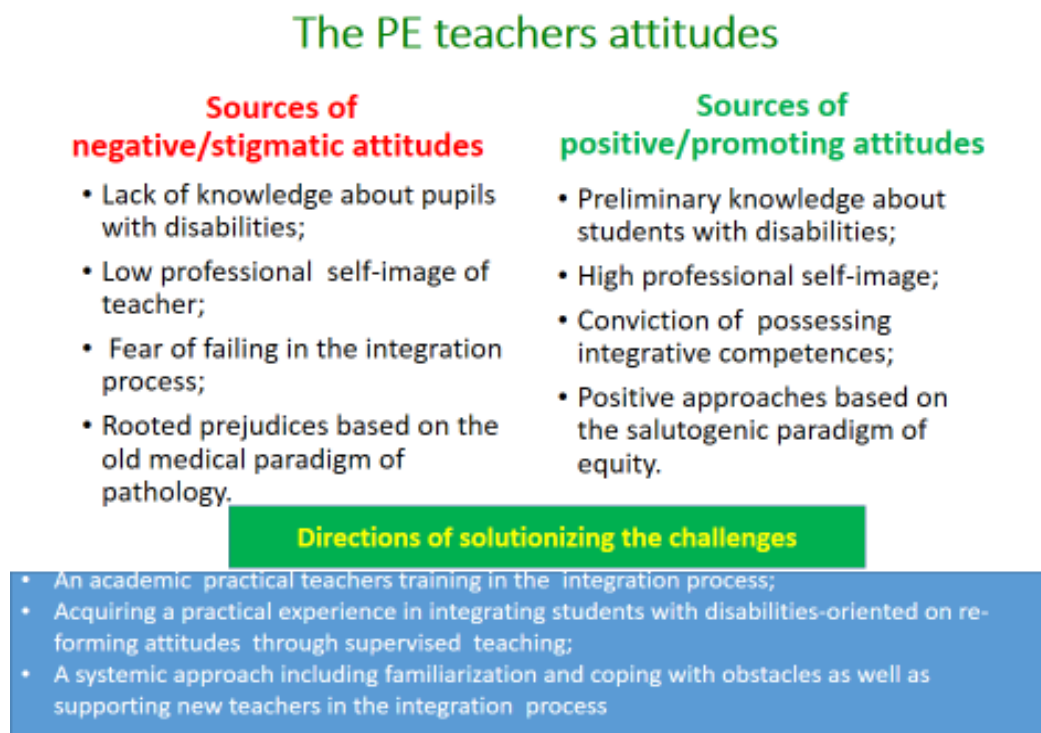 The PE teachers attitudes
Sources of
negative/stigmatic attitudes
• Lack of knowledge about pupils
with disabilities;
• Low professional self-image of
teacher;
• Fear of failing in the integration
process;
• Rooted prejudices based on the
old medical paradigm of
pathology.
Sources of
positive/promoting attitudes
• Preliminary knowledge about
students with disabilities;
• High professional self-image;
• Conviction of possessing
integrative competences;
• Positive approaches based on
the salutogenic paradigm of
equity.
Directions of solutionizing the challenges
• An academic practical teachers training in the integration process;
• Acquiring a practical experience in integrating students with disabilities-oriented on re-
forming attitudes through supervised teaching;
• A systemic approach including familiarization and coping with obstacles as well as
supporting new teachers in the integration process